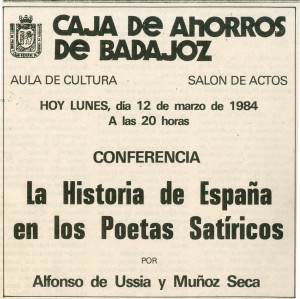 CAJA DE AHORROS
DE BADAJOZ
AULA DE CULTURA SALON DE ACTOS
HOY LUNES, día 12 de marzo de 1984
A las 20 horas
CONFERENCIA
La Historia de España
en los Poetas Satíricos
POR
Alfonso de Ussia y Muñoz Seca